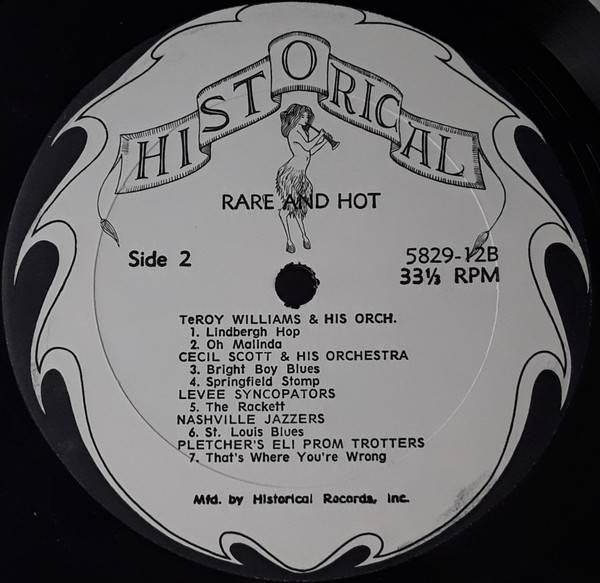 HISTORICAL
RARE AND HOT
Side 2
5829-12B
33⅓ RPM
TeROY WILLIAMS & HIS ORCH.
1. Lindbergh Hop
2. Oh Malinda
CECIL SCOTT & HIS ORCHESTRA
3. Bright Boy Blues
4. Springfield Stomp
LEVEE SYNCOPATORS
5. The Rackett
NASHVILLE JAZZERS
6. St. Louis Blues
PLETCHER'S ELI PROM TROTTERS
7. That's Where You're Wrong
Mfd. by Historical Records, Inc.